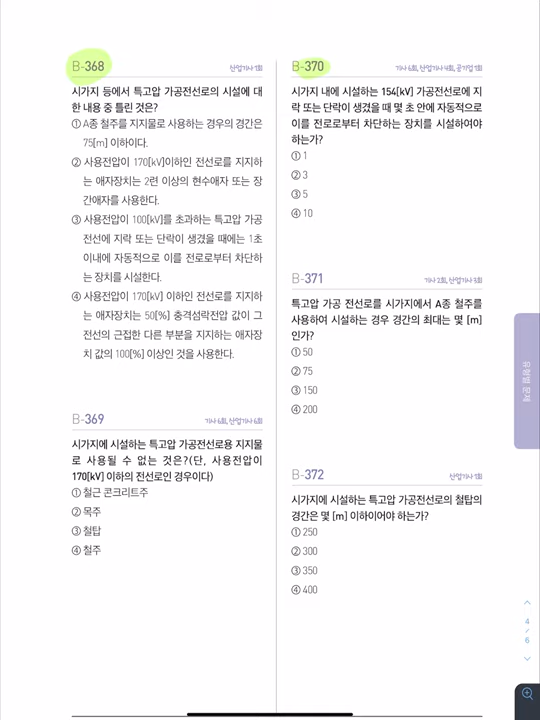 B-368 산업기사 1회
시가지 등에서 특고압 가공전선로의 시설에 대
한 내용 중 틀린 것은?
① A종 철주를 지지물로 사용하는 경우의 경간은
75[m] 이하이다.
② 사용전압이 170[kV]이하인 전선로를 지지하
는 애자장치는 2련 이상의 현수애자 또는 장
간애자를 사용한다.
③ 사용전압이 100[kV]를 초과하는 특고압 가공
전선에 지락 또는 단락이 생겼을 때에는 1초
이내에 자동적으로 이를 전로로부터 차단하
는 장치를 시설한다.
④ 사용전압이 170[kV] 이하인 전선로를 지지하
는 애자장치는 50[%] 충격섬락전압 값이 그
전선의 근접한 다른 부분을 지지하는 애자장
치 값의 100[%] 이상인 것을 사용한다.
B-369 기사 6회, 산업기사 6회
시가지에 시설하는 특고압 가공전선로용 지지물
로 사용될 수 없는 것은?(단, 사용전압이
170[kV] 이하의 전선로인 경우이다)
① 철근 콘크리트주
② 목주
③ 철탑
④ 철주
B-370 기사 6회, 산업기사 4회, 공기업 1회
시가지 내에 시설하는 154[kV] 가공전선로에 지
락 또는 단락이 생겼을 때 몇 초 안에 자동적으로
이를 전로로부터 차단하는 장치를 시설하여야
하는가?
① 1
② 3
③ 5
④ 10
B-371 기사 2회, 산업기사 3회
특고압 가공 전선로를 시가지에서 A종 철주를
사용하여 시설하는 경우 경간의 최대는 몇 [m]
인가?
① 50
② 75
③ 150
④ 200
B-372 산업기사 1회
시가지에 시설하는 특고압 가공전선로의 철탑의
경간은 몇 [m] 이하이어야 하는가?
① 250
② 300
③ 350
④ 400
유형별 문제
4
/
6